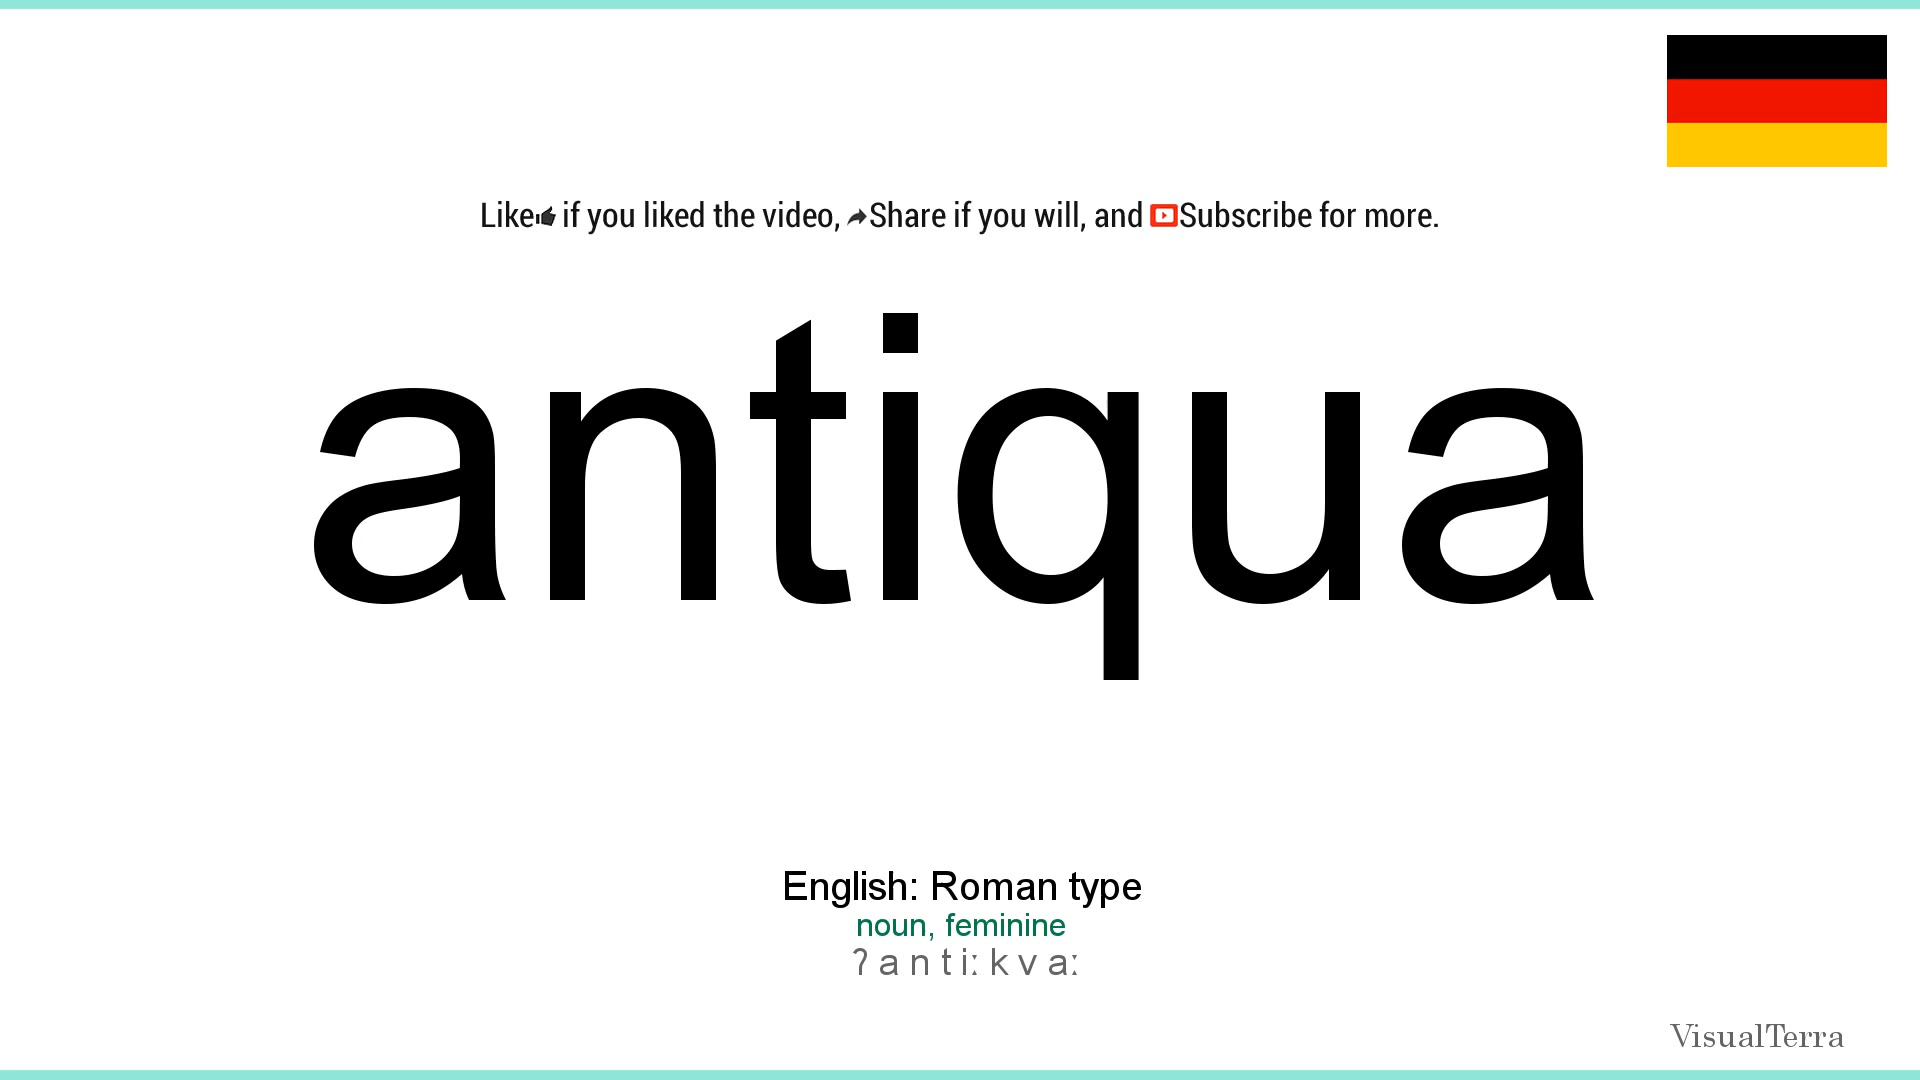 Like if you liked the video, Share if you will, and Subscribe for more.
antiqua
English: Roman type
noun, feminine
ʔ a n t iː k v aː
VisualTerra